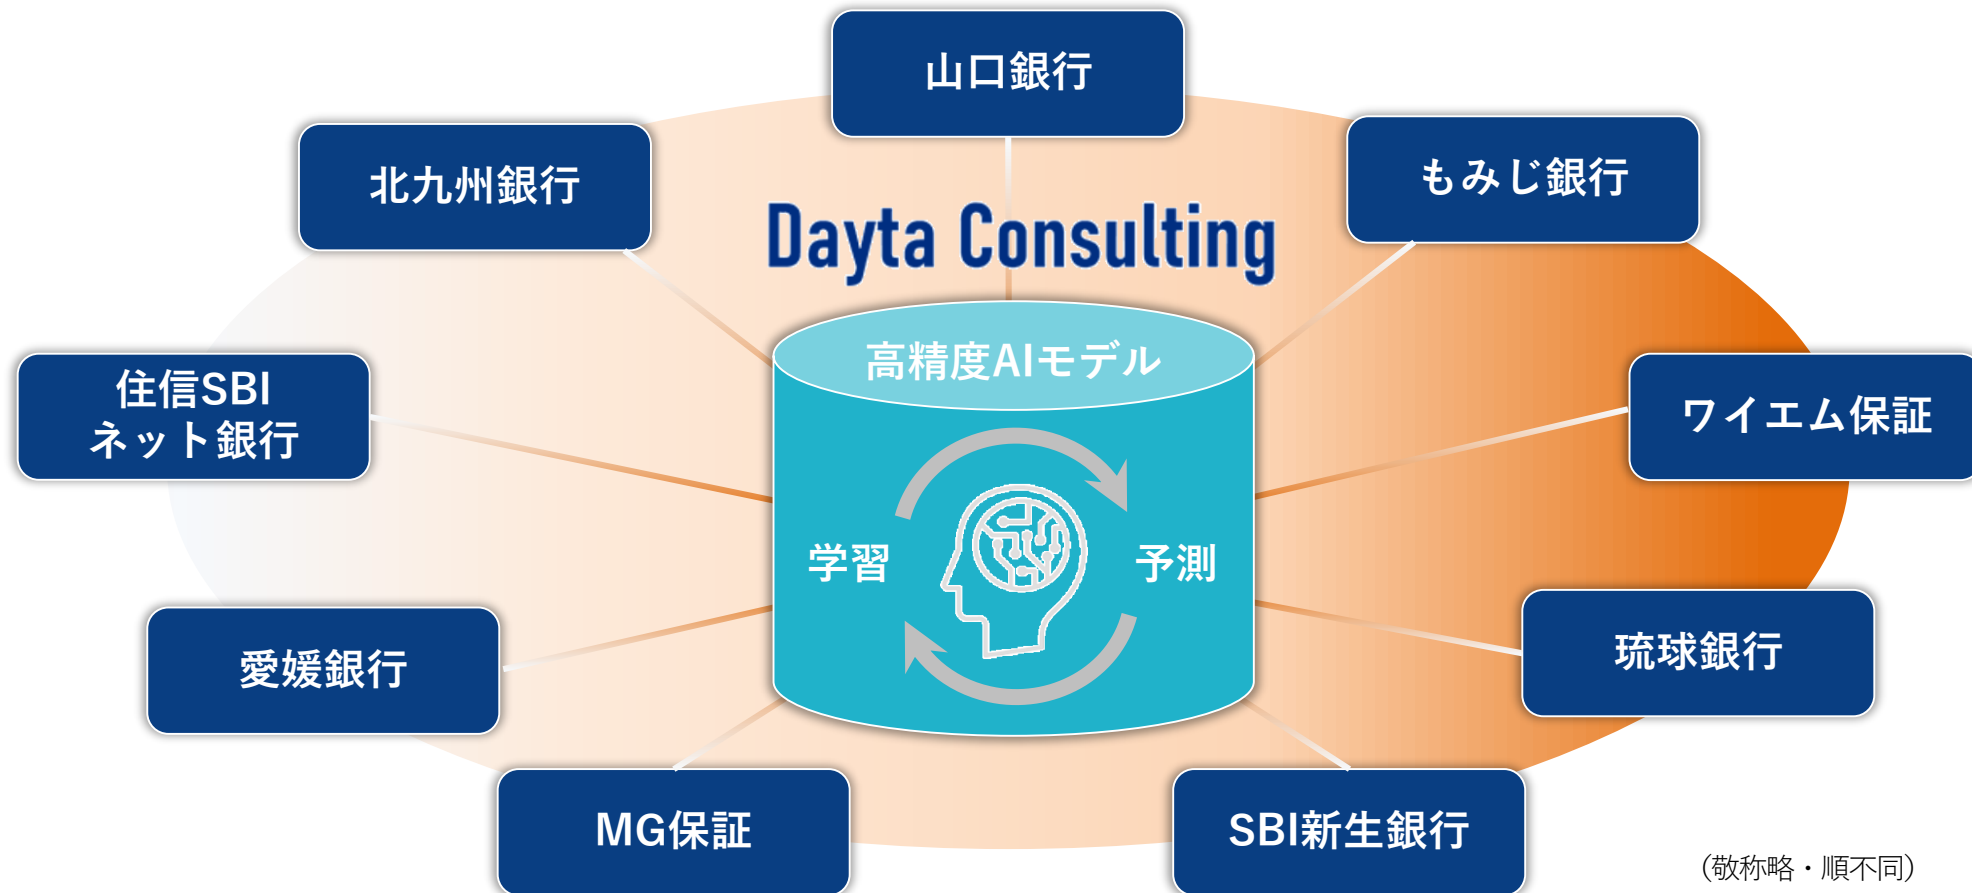 山口銀行
北九州銀行
もみじ銀行
Dayta Consulting
高精度AIモデル
住信SBI
ネット銀行
ワイエム保証
学習
予測
愛媛銀行
琉球銀行
MG保証
SBI新生銀行
（敬称略・順不同）